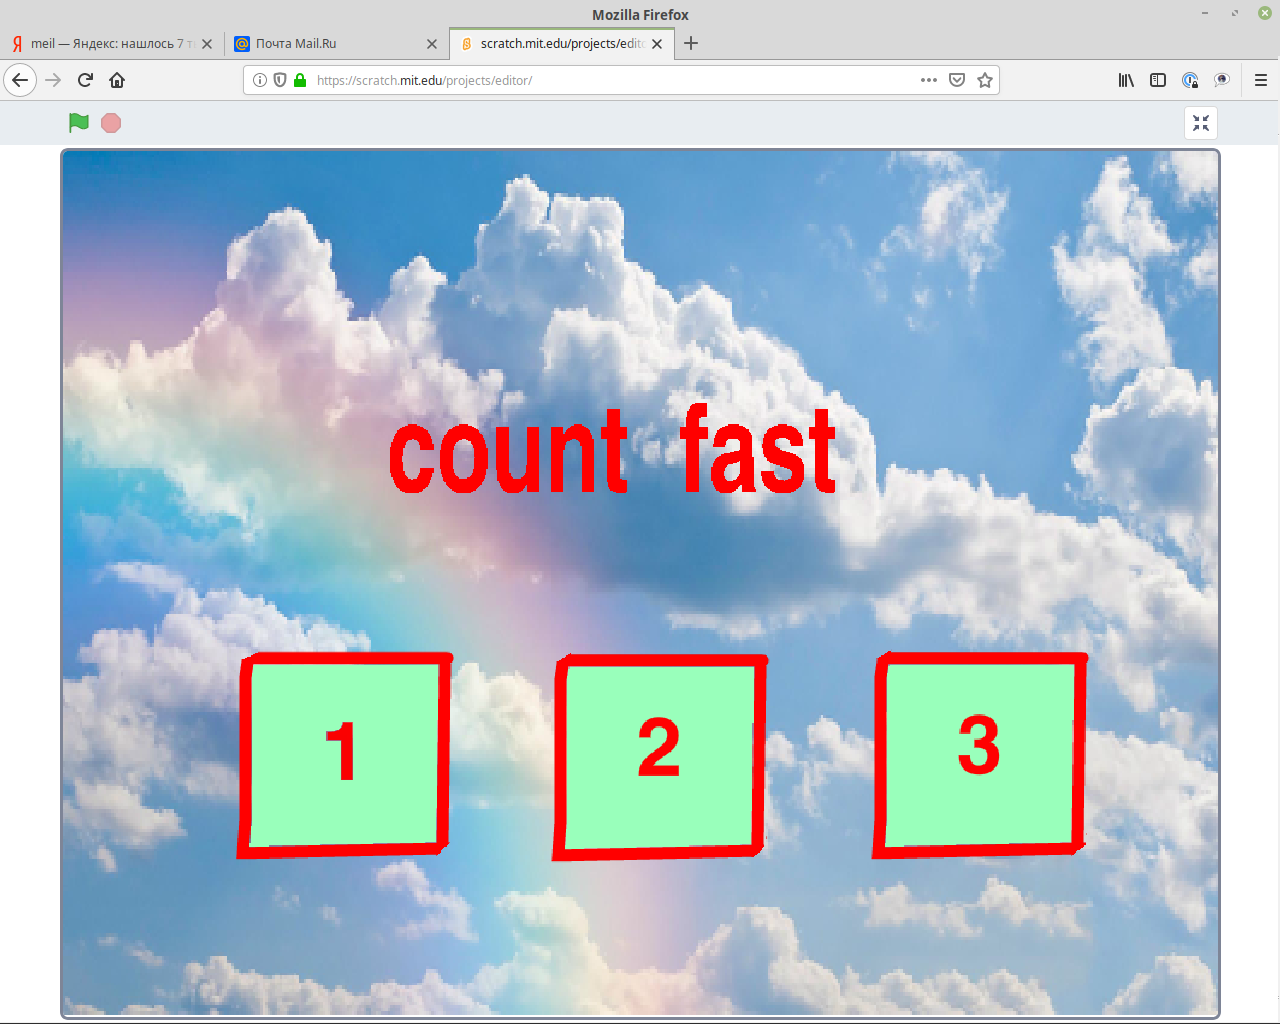 Mozilla Firefox
meil — Яндекс: нашлось 7
Почта Mail.Ru
scratch.mit.edu/projects/edit
https://scratch.mit.edu/projects/editor/
count fast
1 2 3